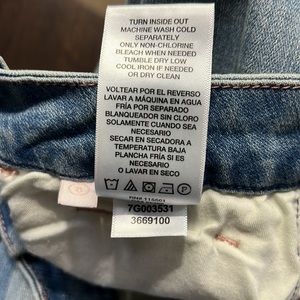 TURN INSIDE OUT
MACHINE WASH COLD
SEPARATELY
ONLY NON-CHLORINE
BLEACH WHEN NEEDED
TUMBLE DRY LOW
COOL IRON IF NEEDED
OR DRY CLEAN
VOLTEAR POR EL REVERSO
LAVAR A MÁQUINA EN AGUA
FRÍA POR SEPARADO
BLANQUEADOR SIN CLORO
SOLAMENTE CUANDO SEA
NECESARIO
SECAR EN SECADORA A
TEMPERATURA BAJA
PLANCHA FRÍA SI ES
NECESARIO
O LAVAR EN SECO
7G003531
3669100